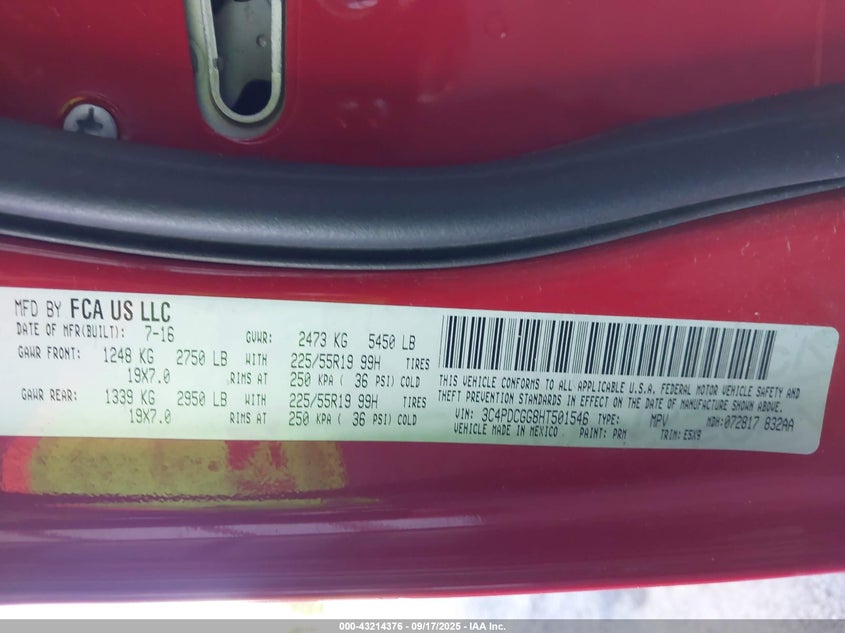 MFD BY FCA US LLC
DATE OF MFR(BUILT): 7-16 GVWR: 2473 KG 5450 LB
GAWR FRONT: 1248 KG 2750 LB WITH 225/55R19 99H TIRES
19X7.0 RIMS AT 250 KPA ( 36 PSI) COLD
GAWR REAR: 1339 KG 2950 LB WITH 225/55R19 99H TIRES
19X7.0 RIMS AT 250 KPA ( 36 PSI) COLD
THIS VEHICLE CONFORMS TO ALL APPLICABLE U.S.A. FEDERAL MOTOR VEHICLE SAFETY AND
THEFT PREVENTION STANDARDS IN EFFECT ON THE DATE OF MANUFACTURE SHOWN ABOVE.
VIN: 3C4PDCGG8HT501546 TYPE: MPV MDH: 072817 832AA
VEHICLE MADE IN MEXICO PAINT: PRM TRIM: E5X9
000-43214376 - 09/17/2025 - IAA Inc.